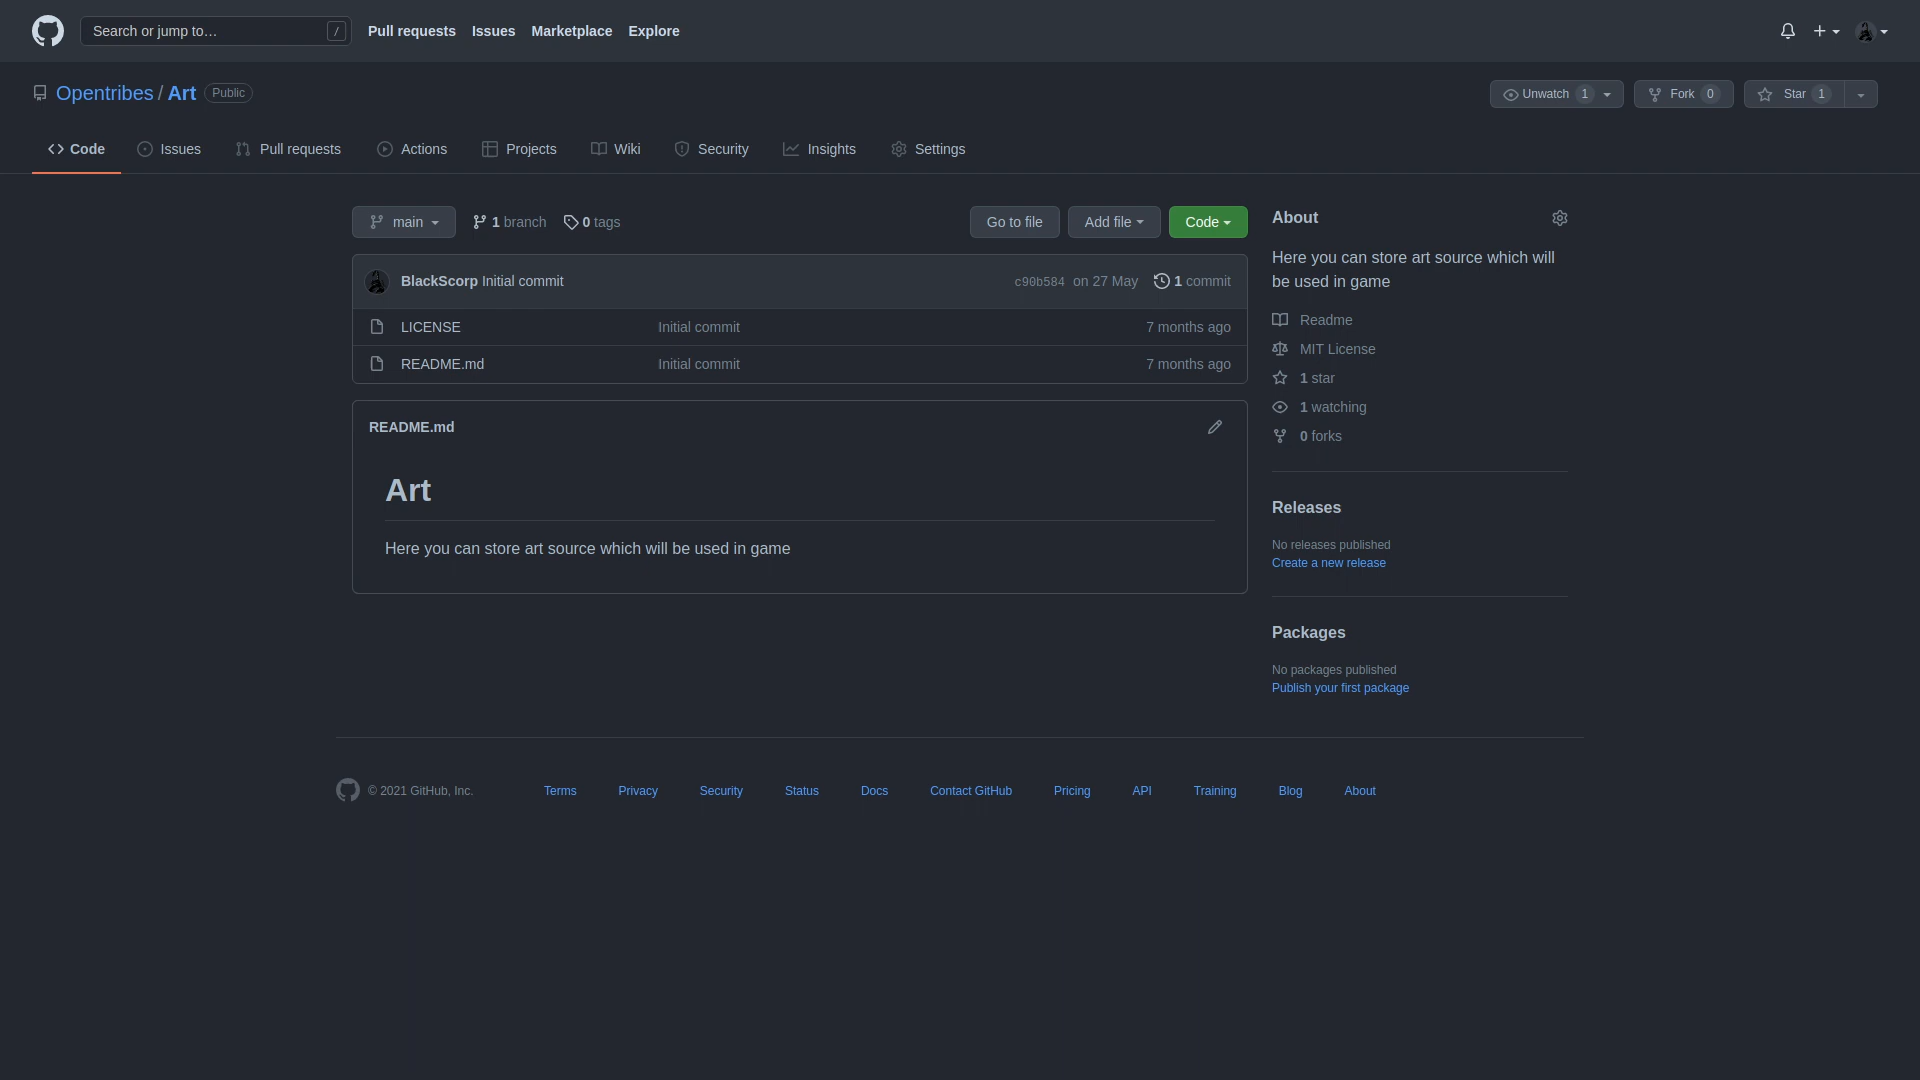 Search or jump to… /
Pull requests Issues Marketplace Explore
Opentribes / Art Public
Unwatch 1 Fork 0 Star 1
Code Issues Pull requests Actions Projects Wiki Security Insights Settings
main 1 branch 0 tags Go to file Add file Code
BlackScorp Initial commit c90b584 on 27 May 1 commit
LICENSE Initial commit 7 months ago
README.md Initial commit 7 months ago
README.md
Art
Here you can store art source which will be used in game
About
Here you can store art source which will
be used in game
Readme
MIT License
1 star
1 watching
0 forks
Releases
No releases published
Create a new release
Packages
No packages published
Publish your first package
© 2021 GitHub, Inc. Terms Privacy Security Status Docs Contact GitHub Pricing API Training Blog About